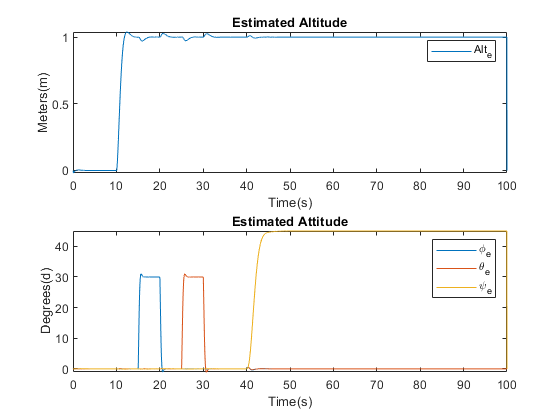 Estimated Altitude
1
0.5
0
Meters(m)
Alt_e
0 10 20 30 40 50 60 70 80 90 100
Time(s)
Estimated Attitude
40
30
20
10
0
Degrees(d)
ϕ_e
θ_e
ψ_e
0 10 20 30 40 50 60 70 80 90 100
Time(s)